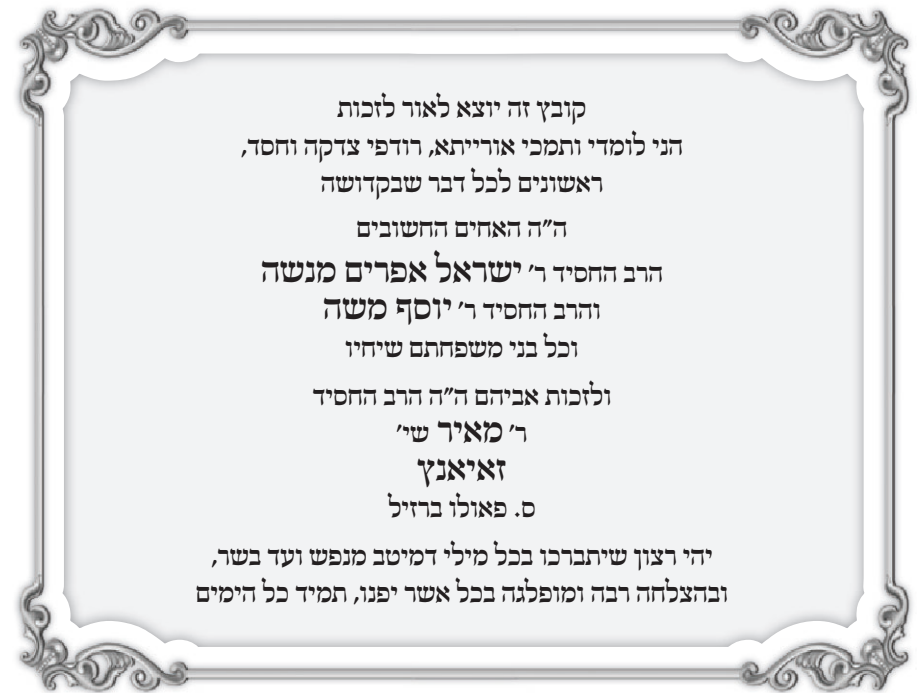 קובץ זה יוצא לאור לזכות
הני לומדי ותמכי אורייתא, רודפי צדקה וחסד,
ראשונים לכל דבר שבקדושה
ה"ה האחים החשובים
הרב החסיד ר' ישראל אפרים מנשה
והרב החסיד ר' יוסף משה
וכל בני משפחתם שיחיו
ולזכות אביהם ה"ה הרב החסיד
ר' מאיר שי'
זאיאנץ
ס. פאולו ברזיל
יהי רצון שיתברכו בכל מילי דמיטב מנפש ועד בשר,
ובהצלחה רבה ומופלגה בכל אשר יפנו, תמיד כל הימים